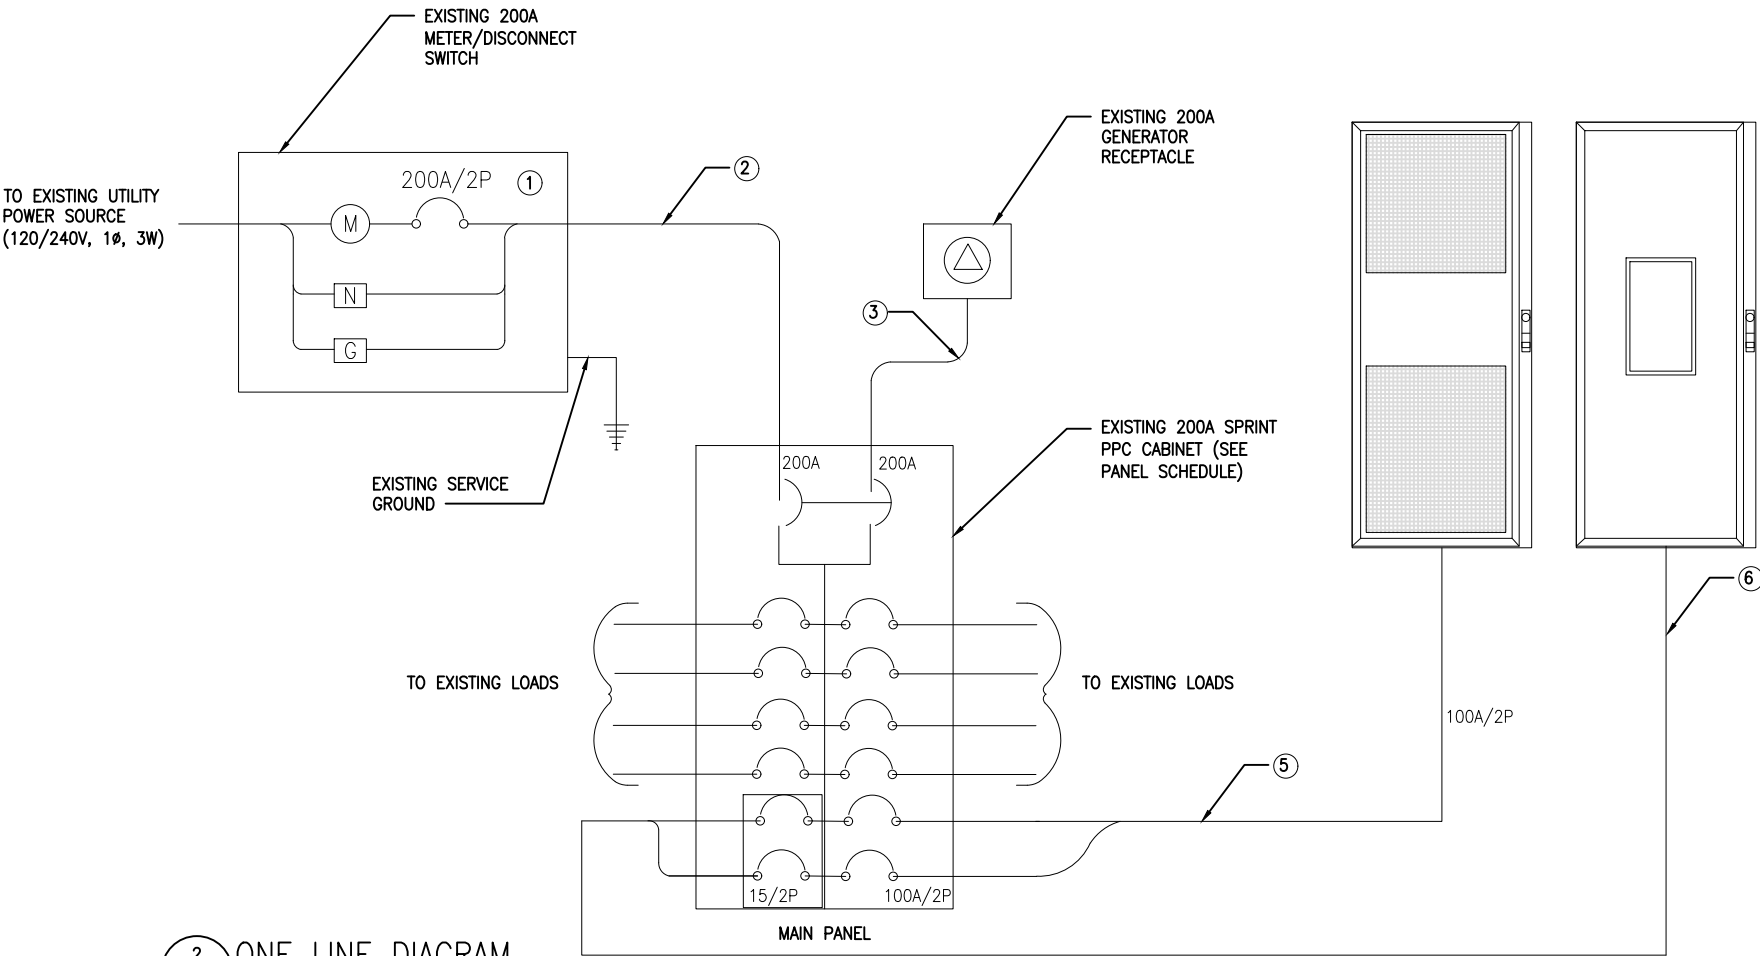 EXISTING 200A
METER/DISCONNECT
SWITCH
EXISTING 200A
GENERATOR
RECEPTACLE
TO EXISTING UTILITY
POWER SOURCE
(120/240V, 1ø, 3W)
200A/2P
1
2
M
N
G
3
EXISTING SERVICE
GROUND
EXISTING 200A SPRINT
PPC CABINET (SEE
PANEL SCHEDULE)
200A
200A
6
TO EXISTING LOADS
TO EXISTING LOADS
100A/2P
5
15/2P
100A/2P
MAIN PANEL
2
ONE LINE DIAGRAM